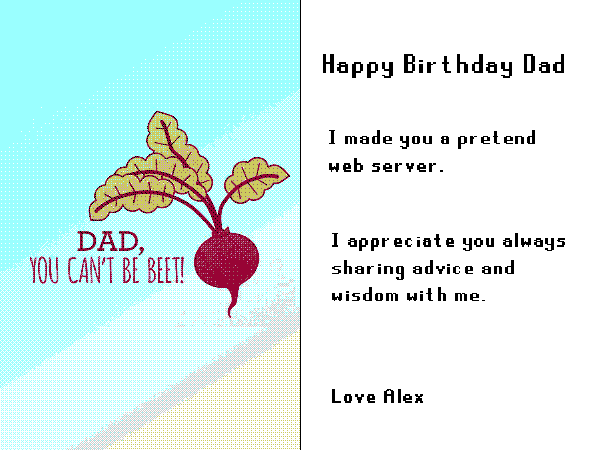 DAD,
YOU CAN'T BE BEET!
Happy Birthday Dad
I made you a pretend
web server.
I appreciate you always
sharing advice and
wisdom with me.
Love Alex